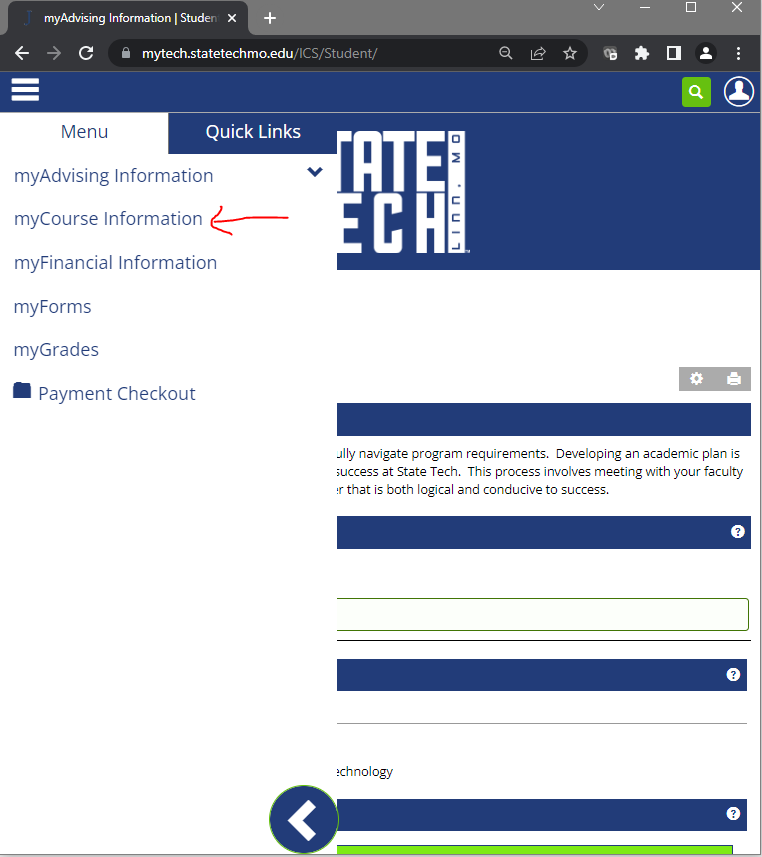 myAdvising Information | Studen
mytech.statetechmo.edu/ICS/Student/
Menu
Quick Links
myAdvising Information
myCourse Information
myFinancial Information
myForms
myGrades
Payment Checkout
TATE
ECH
LINN, MO
™
ully navigate program requirements. Developing an academic plan is
success at State Tech. This process involves meeting with your faculty
er that is both logical and conducive to success.
?
?
echnology
?